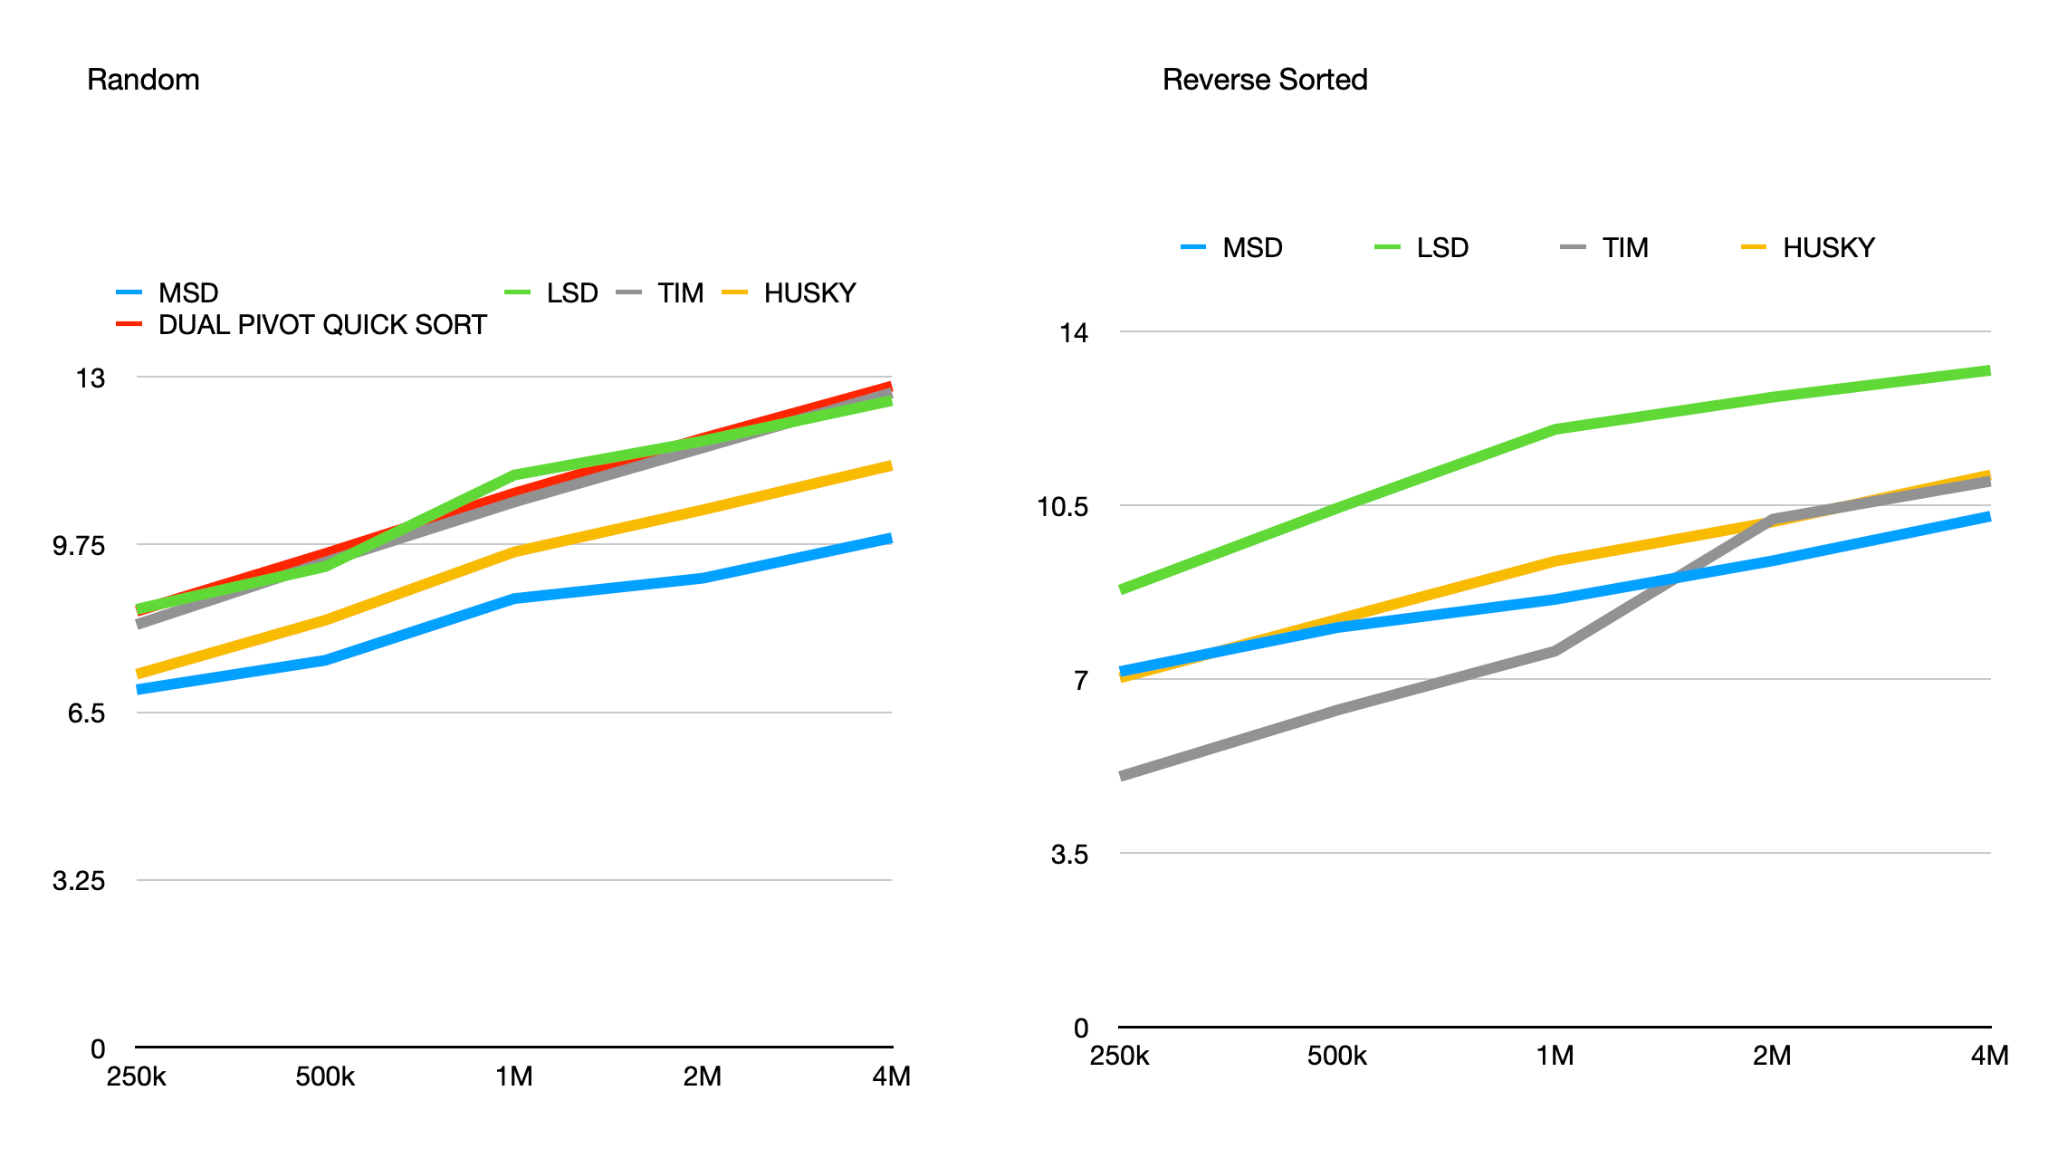 Random
MSD LSD TIM HUSKY
DUAL PIVOT QUICK SORT
13
9.75
6.5
3.25
0
250k 500k 1M 2M 4M
Reverse Sorted
MSD LSD TIM HUSKY
14
10.5
7
3.5
0
250k 500k 1M 2M 4M